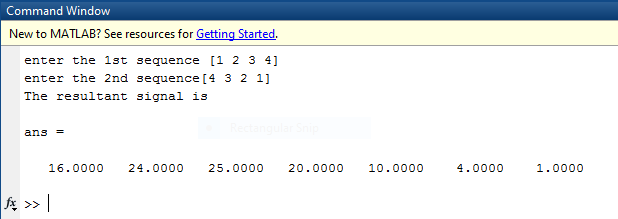 Command Window
New to MATLAB? See resources for Getting Started.
enter the 1st sequence [1 2 3 4]
enter the 2nd sequence[4 3 2 1]
The resultant signal is
ans =
Rectangular Snip
16.0000 24.0000 25.0000 20.0000 10.0000 4.0000 1.0000
fx >>